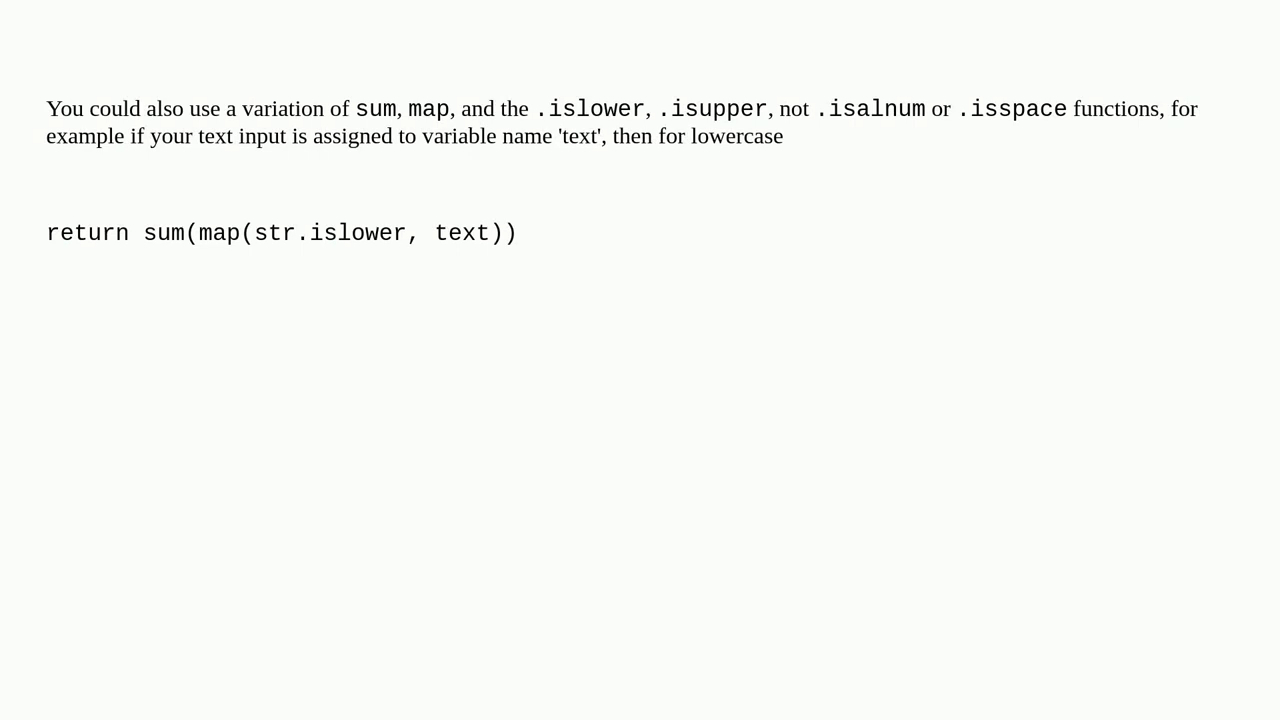 You could also use a variation of sum, map, and the .islower, .isupper, not .isalnum or .isspace functions, for
example if your text input is assigned to variable name 'text', then for lowercase
return sum(map(str.islower, text))